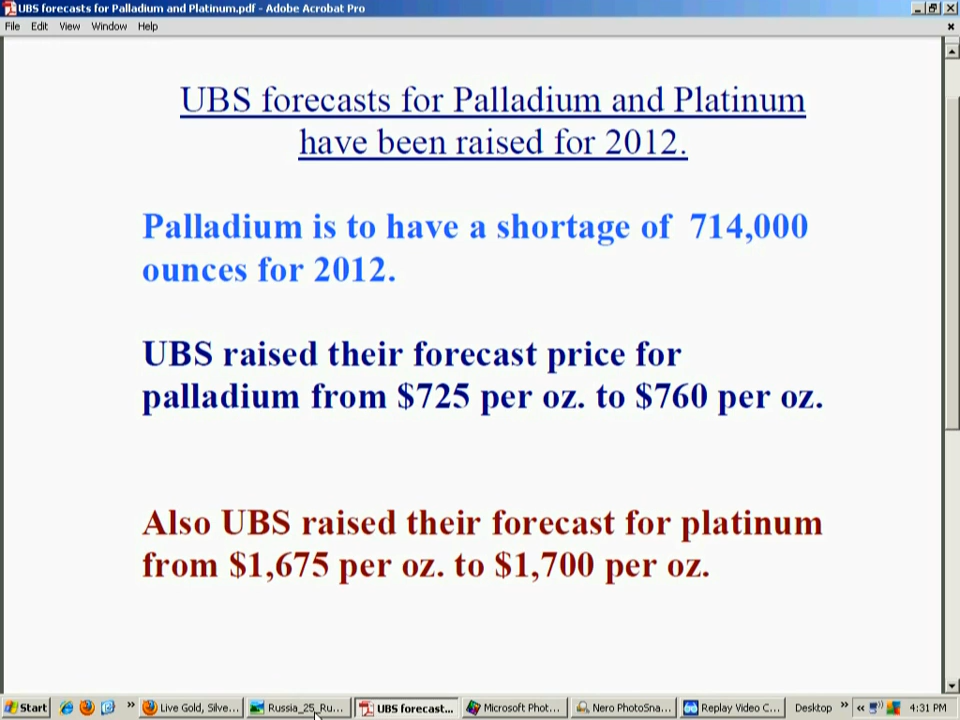 UBS forecasts for Palladium and Platinum.pdf - Adobe Acrobat Pro
File Edit View Window Help
UBS forecasts for Palladium and Platinum
have been raised for 2012.
Palladium is to have a shortage of 714,000
ounces for 2012.
UBS raised their forecast price for
palladium from $725 per oz. to $760 per oz.
Also UBS raised their forecast for platinum
from $1,675 per oz. to $1,700 per oz.
Start » Live Gold, Silve... Russia_25_Ru... UBS forecast... Microsoft Phot... Nero PhotoSna... Replay Video C... Desktop » « 4:31 PM